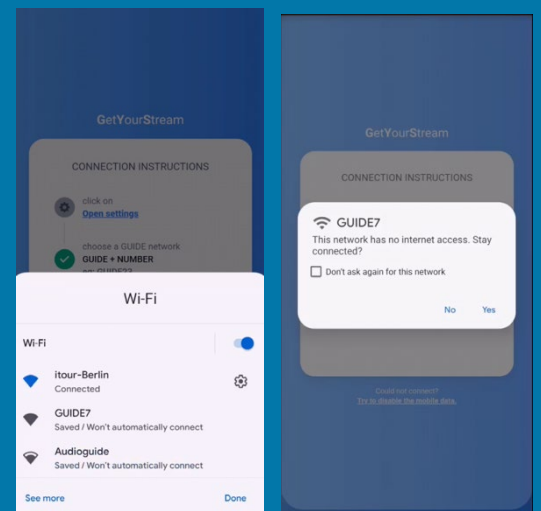 GetYourStream
CONNECTION INSTRUCTIONS
click on
Open settings
choose a GUIDE network
GUIDE + NUMBER
Wi-Fi
Wi-Fi
itour-Berlin
Connected
GUIDE7
Saved / Won't automatically connect
Audioguide
Saved / Won't automatically connect
See more
Done
GetYourStream
CONNECTION INSTRUCTIONS
GUIDE7
This network has no internet access. Stay
connected?
Don't ask again for this network
No
Yes
Could not connect?
Try to disable the mobile data.